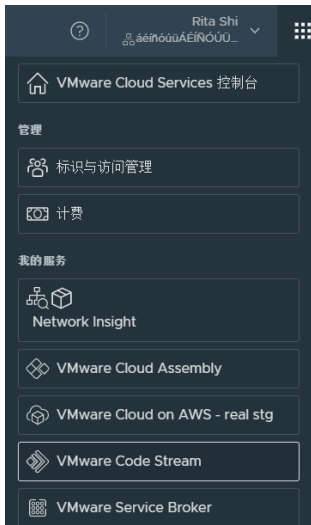 Rita Shi
áéíñóúüÁÉÍÑÓÚÜ...
VMware Cloud Services 控制台
管理
标识与访问管理
计费
我的服务
Network Insight
VMware Cloud Assembly
VMware Cloud on AWS - real stg
VMware Code Stream
VMware Service Broker